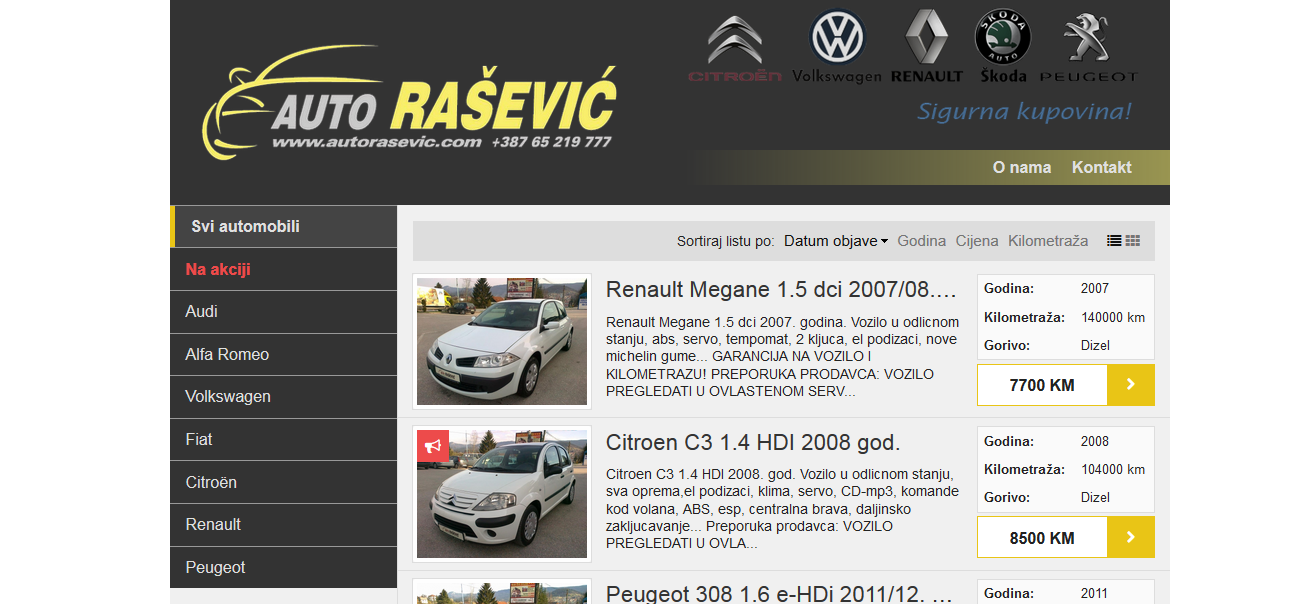 CITROËN
Volkswagen
RENAULT
ŠKODA
AUTO
Škoda
PEUGEOT
AUTO RAŠEVIĆ
www.autorasevic.com +387 65 219 777
Sigurna kupovina!
O nama Kontakt
Svi automobili
Na akciji
Audi
Alfa Romeo
Volkswagen
Fiat
Citroën
Renault
Peugeot
Sortiraj listu po: Datum objave Godina Cijena Kilometraža
Renault Megane 1.5 dci 2007/08....
Renault Megane 1.5 dci 2007. godina. Vozilo u odlicnom
stanju, abs, servo, tempomat, 2 kljuca, el podizaci, nove
michelin gume... GARANCIJA NA VOZILO I
KILOMETRAZU! PREPORUKA PRODAVCA: VOZILO
PREGLEDATI U OVLASTENOM SERV...
Godina: 2007
Kilometraža: 140000 km
Gorivo: Dizel
7700 KM
Citroen C3 1.4 HDI 2008 god.
Citroen C3 1.4 HDI 2008. god. Vozilo u odlicnom stanju,
sva oprema,el podizaci, klima, servo, CD-mp3, komande
kod volana, ABS, esp, centralna brava, daljinsko
zakljucavanje... Preporuka prodavca: VOZILO
PREGLEDATI U OVLA...
Godina: 2008
Kilometraža: 104000 km
Gorivo: Dizel
8500 KM
Peugeot 308 1.6 e-HDi 2011/12. ...
Godina: 2011